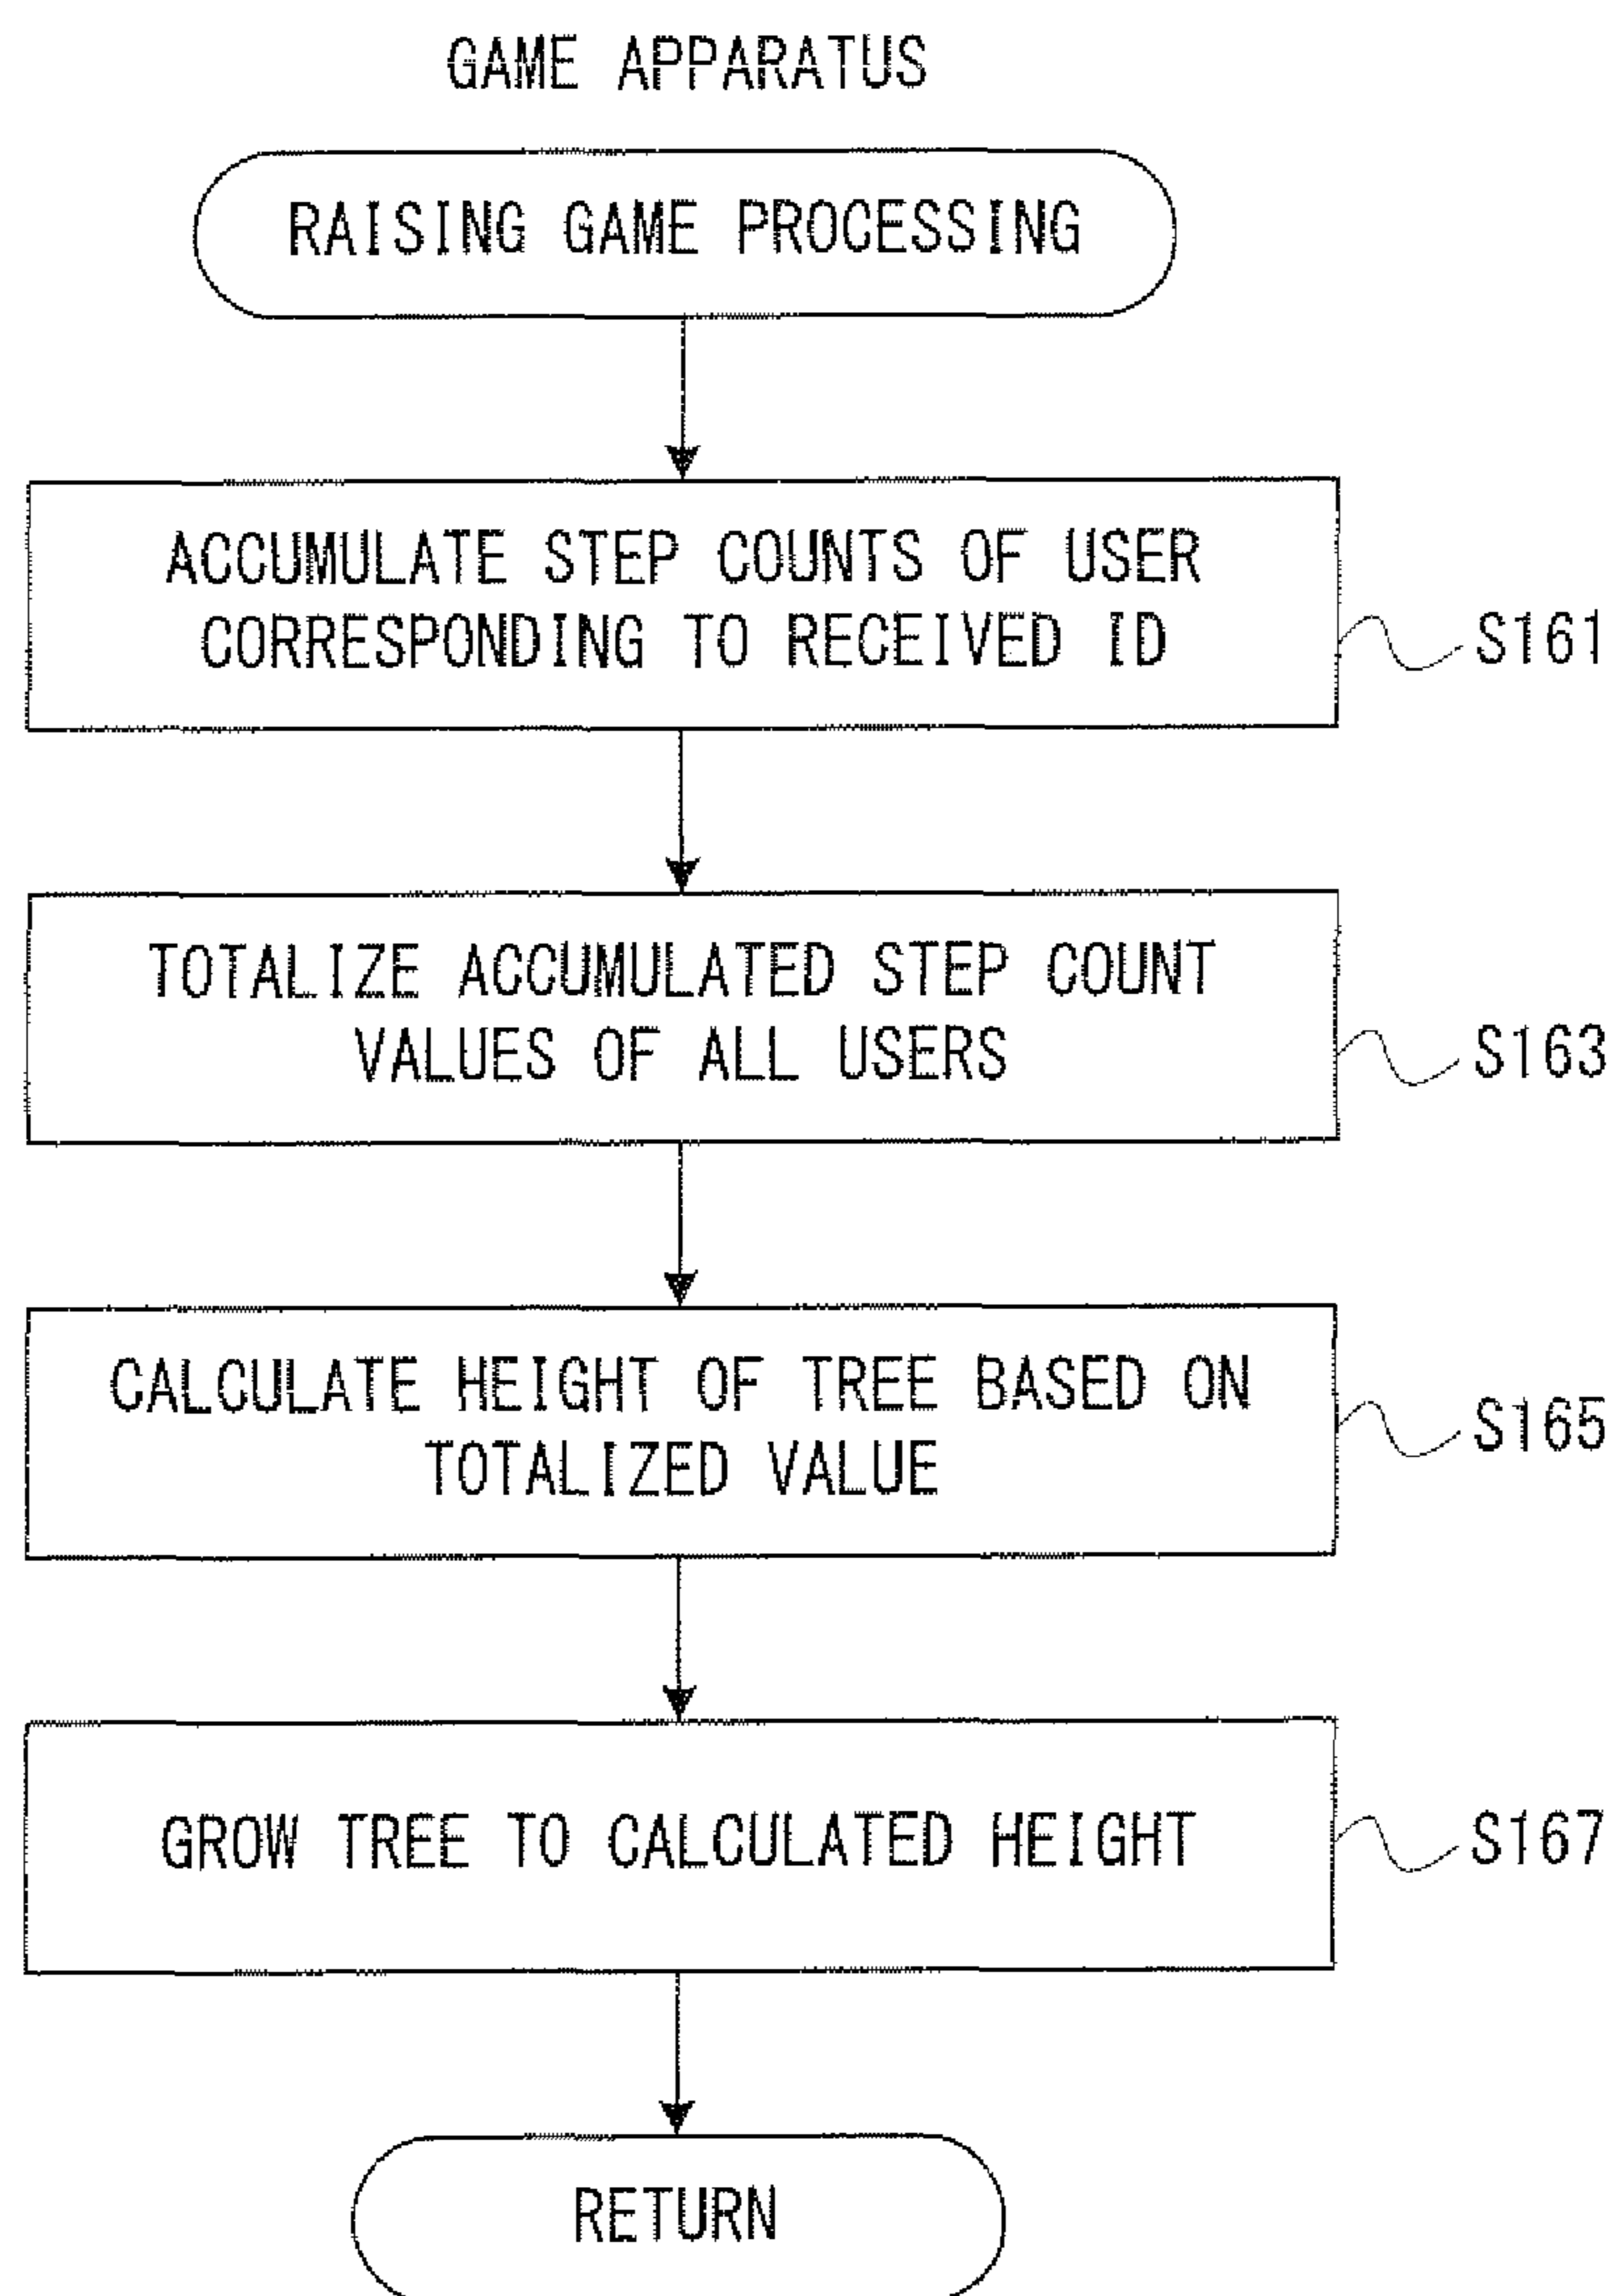 GAME APPARATUS
RAISING GAME PROCESSING
ACCUMULATE STEP COUNTS OF USER
CORRESPONDING TO RECEIVED ID
S161
TOTALIZE ACCUMULATED STEP COUNT
VALUES OF ALL USERS
S163
CALCULATE HEIGHT OF TREE BASED ON
TOTALIZED VALUE
S165
GROW TREE TO CALCULATED HEIGHT
S167
RETURN